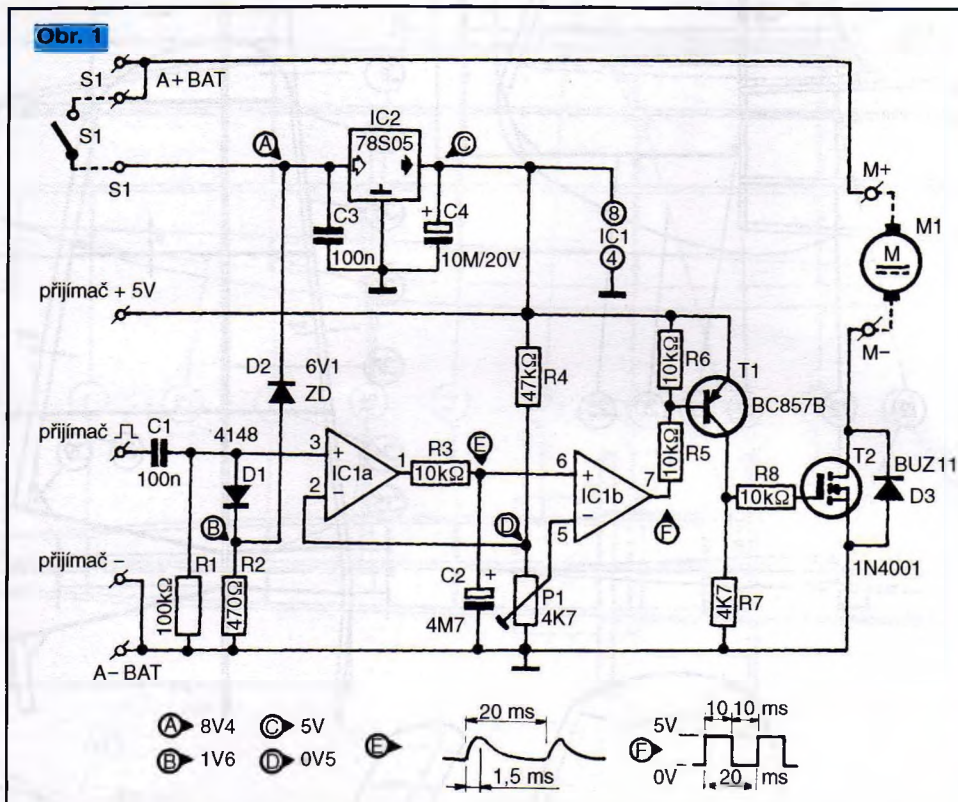 Obr. 1
S1
A+BAT
S1
S1
A
IC2
78S05
C
C3
100n
+
C4
10M/20V
8
IC1
4
M+
M1
M
M-
přijímač + 5V
D2
6V1
ZD
47kΩ
R4
10kΩ
R6
T1
BC857B
přijímač
C1
100n
4148
D1
3
+
2
-
IC1a
1
R3
10kΩ
E
6
+
5
-
IC1b
7
R5
10kΩ
F
R8
10kΩ
T2
BUZ11
D3
1N4001
B
D
přijímač -
R1
100kΩ
R2
470Ω
C2
+
4M7
P1
4K7
4K7
R7
A- BAT
A 8V4
C 5V
B 1V6
D 0V5
E
20 ms
1,5 ms
F
5V
0V
10 10 ms
20 ms